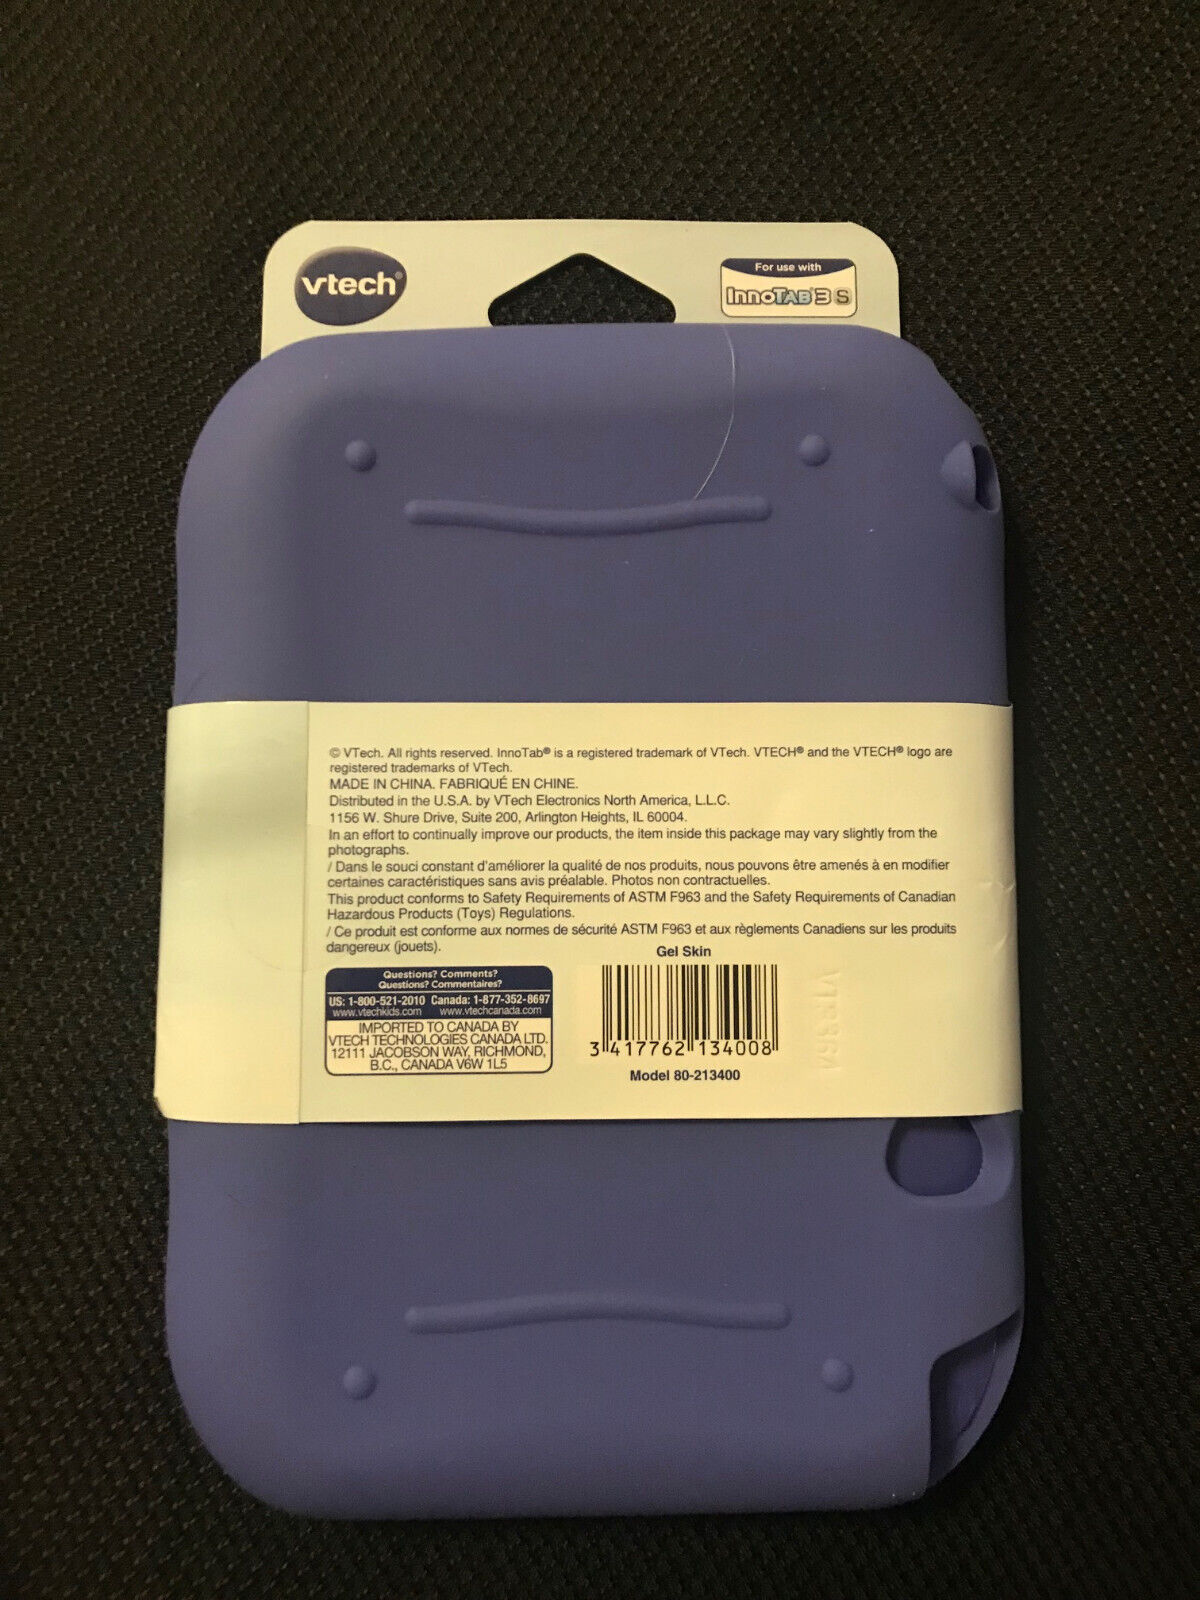 vtech®
For use with
InnoTAB® 3 S
© VTech. All rights reserved. InnoTab® is a registered trademark of VTech. VTECH® and the VTECH® logo are
registered trademarks of VTech.
MADE IN CHINA. FABRIQUÉ EN CHINE.
Distributed in the U.S.A. by VTech Electronics North America, L.L.C.
1156 W. Shure Drive, Suite 200, Arlington Heights, IL 60004.
In an effort to continually improve our products, the item inside this package may vary slightly from the
photographs.
/ Dans le souci constant d'améliorer la qualité de nos produits, nous pouvons être amenés à en modifier
certaines caractéristiques sans avis préalable. Photos non contractuelles.
This product conforms to Safety Requirements of ASTM F963 and the Safety Requirements of Canadian
Hazardous Products (Toys) Regulations.
/ Ce produit est conforme aux normes de sécurité ASTM F963 et aux règlements Canadiens sur les produits
dangereux (jouets).
Questions? Comments?
Questions? Commentaires?
US: 1-800-521-2010 Canada: 1-877-352-8697
www.vtechkids.com www.vtechcanada.com
IMPORTED TO CANADA BY
VTECH TECHNOLOGIES CANADA LTD.
12111 JACOBSON WAY, RICHMOND,
B.C., CANADA V6W 1L5
Gel Skin
3 417762 134008
Model 80-213400